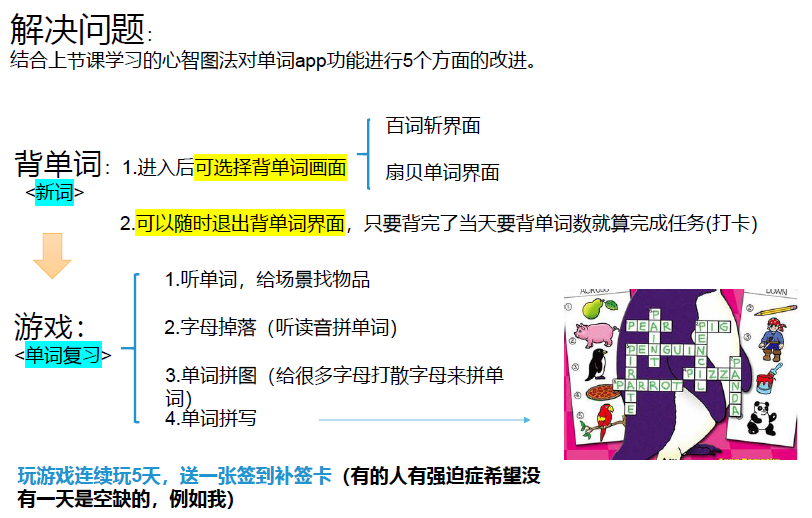 解决问题：
结合上节课学习的心智图法对单词app功能进行5个方面的改进。
百词斩界面
背单词：1.进入后可选择背单词画面
扇贝单词界面
<新词>
2.可以随时退出背单词界面，只要背完了当天要背单词数就算完成任务(打卡）
1.听单词，给场景找物品
游戏：
2.字母掉落（听读音拼单词）
<单词复习>
3.单词拼图（给很多字母打散字母来拼单
词）
4.单词拼写
ACROSS
DOWN
PEAR
PIG
PAINT
PENCIL
PENGUIN
PIRATE
PIZZA
PANDA
PARROT
玩游戏连续玩5天，送一张签到补签卡（有的人有强迫症希望没
有一天是空缺的，例如我）